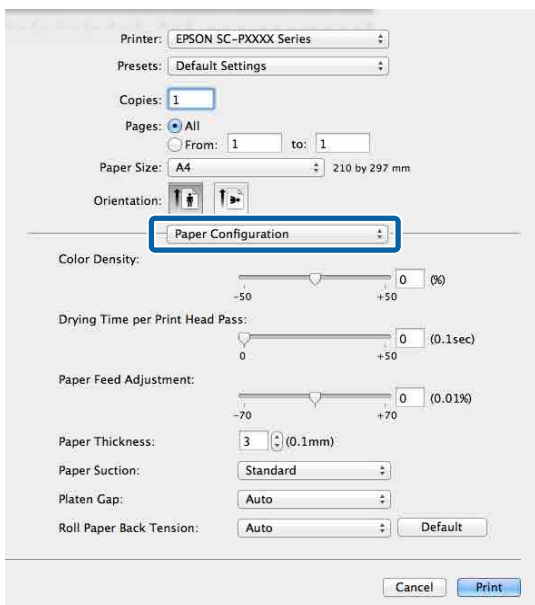 Printer: EPSON SC-PXXXX Series
Presets: Default Settings
Copies: 1
Pages: All
From: 1 to: 1
Paper Size: A4 210 by 297 mm
Orientation:
Paper Configuration
Color Density:
0 (%)
-50 +50
Drying Time per Print Head Pass:
0 (0.1sec)
0 +50
Paper Feed Adjustment:
0 (0.01%)
-70 +70
Paper Thickness: 3 (0.1mm)
Paper Suction: Standard
Platen Gap: Auto
Roll Paper Back Tension: Auto Default
Cancel Print